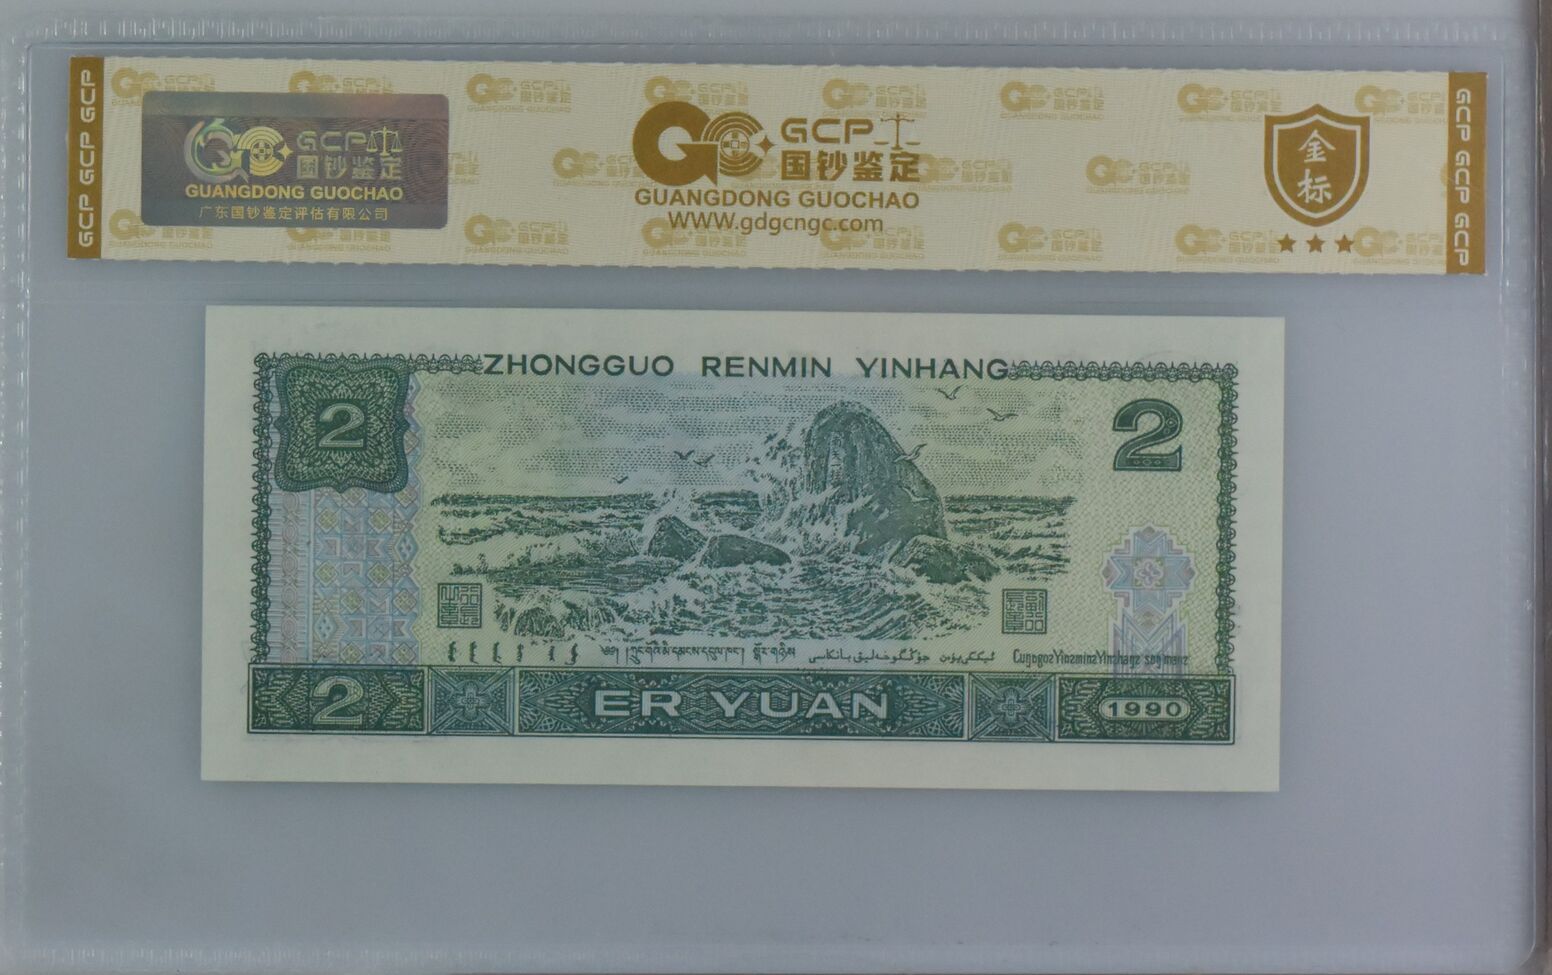 GCP GCP GCP
GCP
国钞鉴定
GUANGDONG GUOCHAO
广东国钞鉴定评估有限公司
GCP
国钞鉴定
GUANGDONG GUOCHAO
WWW.gdgcngc.com
金
标
GCP GCP GCP
ZHONGGUO RENMIN YINHANG
2
2
2
ER YUAN
1990